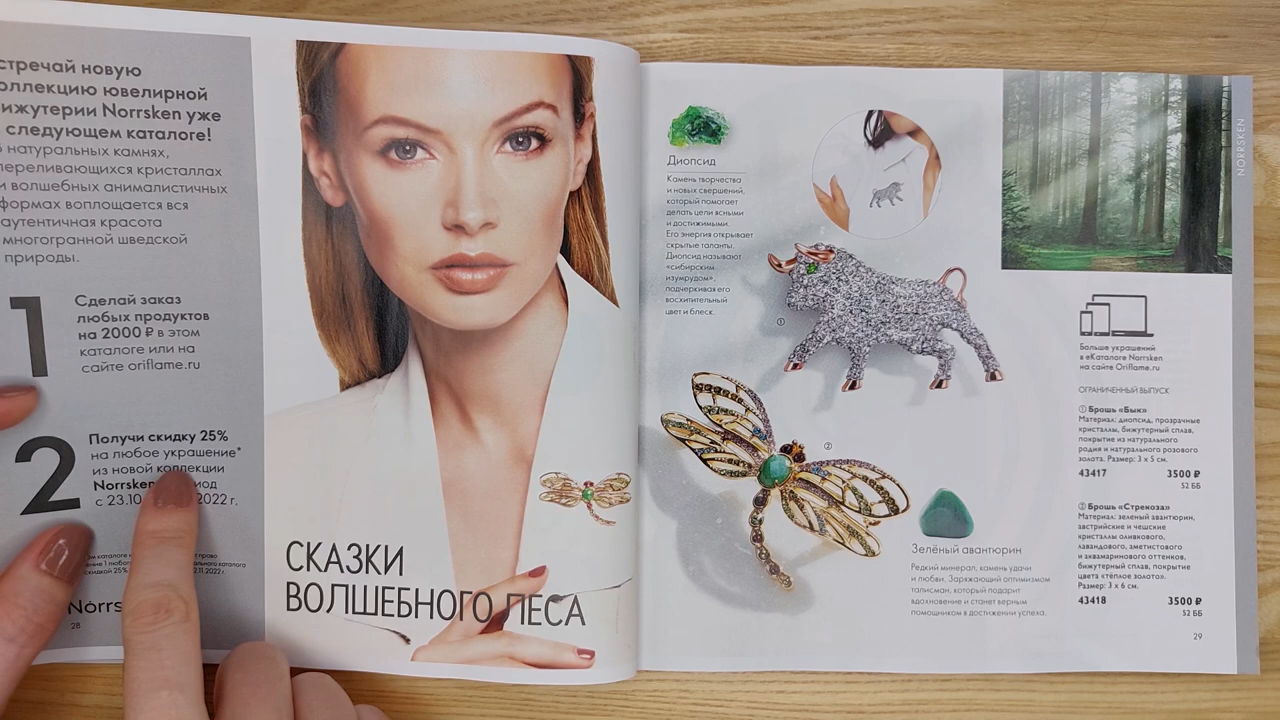 стречай новую
оллекцию ювелирной
ижутерии Norrsken уже
следующем каталоге!
натуральных камнях,
переливающихся кристаллах
и волшебных анималистичных
формах воплощается вся
аутентичная красота
многогранной шведской
природы.
1
Сделай заказ
любых продуктов
на 2000 ₽ в этом
каталоге или на
сайте oriflame.ru
2
Получи скидку 25%
на любое украшение*
из новой коллекции
Norrsken
с 23.10 2022 г.
28
СКАЗКИ
ВОЛШЕБНОГО ЛЕСА
Диопсид
Камень творчества
и новых свершений,
который помогает
делать цели ясными
и достижимыми.
Его энергия открывает
скрытые таланты.
Диопсид называют
«сибирским
изумрудом»,
подчеркивая его
восхитительный
цвет и блеск.
①
②
Зелёный авантюрин
Редкий минерал, камень удачи
и любви. Заряжающий оптимизмом
талисман, который подарит
вдохновение и станет верным
помощником в достижении успеха.
NORRSKEN
Больше украшений
в еКаталоге Norrsken
на сайте Oriflame.ru
ОГРАНИЧЕННЫЙ ВЫПУСК
① Брошь «Бык»
Материал: диопсид, прозрачные
кристаллы, бижутерный сплав,
покрытие из натурального
родия и натурального розового
золота. Размер: 3 x 5 см.
43417 3500 ₽
52 ББ
② Брошь «Стрекоза»
Материал: зеленый авантюрин,
австрийские и чешские
кристаллы оливкового,
лавандового, аметистового
и аквамаринового оттенков,
бижутерный сплав, покрытие
цвета «тёплое золото».
Размер: 3 x 6 см.
43418 3500 ₽
52 ББ
29